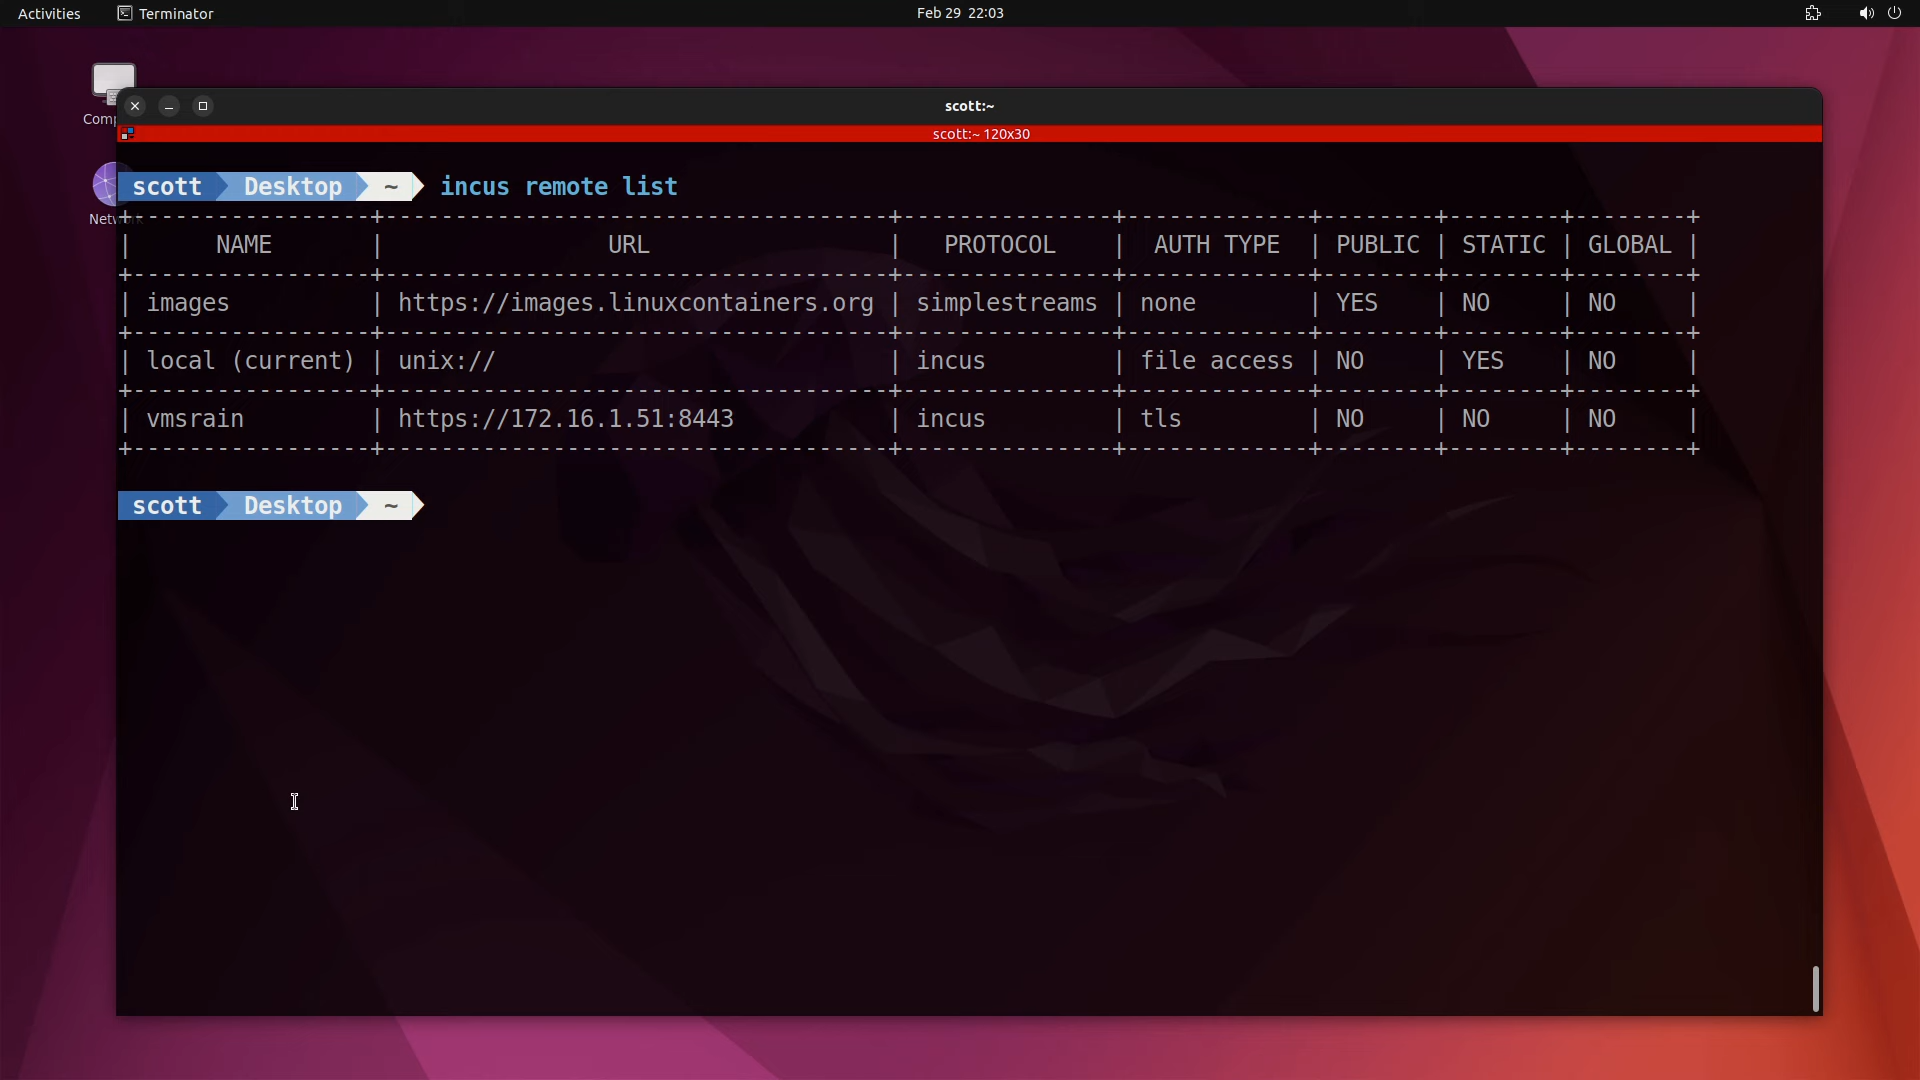 Activities Terminator Feb 29 22:03
scott:~
scott:~ 120x30
scott Desktop ~ incus remote list
+-----------------+------------------------------------+---------------+-------------+--------+--------+--------+
| NAME | URL | PROTOCOL | AUTH TYPE | PUBLIC | STATIC | GLOBAL |
+-----------------+------------------------------------+---------------+-------------+--------+--------+--------+
| images | https://images.linuxcontainers.org | simplestreams | none | YES | NO | NO |
+-----------------+------------------------------------+---------------+-------------+--------+--------+--------+
| local (current) | unix:// | incus | file access | NO | YES | NO |
+-----------------+------------------------------------+---------------+-------------+--------+--------+--------+
| vmsrain | https://172.16.1.51:8443 | incus | tls | NO | NO | NO |
+-----------------+------------------------------------+---------------+-------------+--------+--------+--------+
scott Desktop ~
Comp
Netw